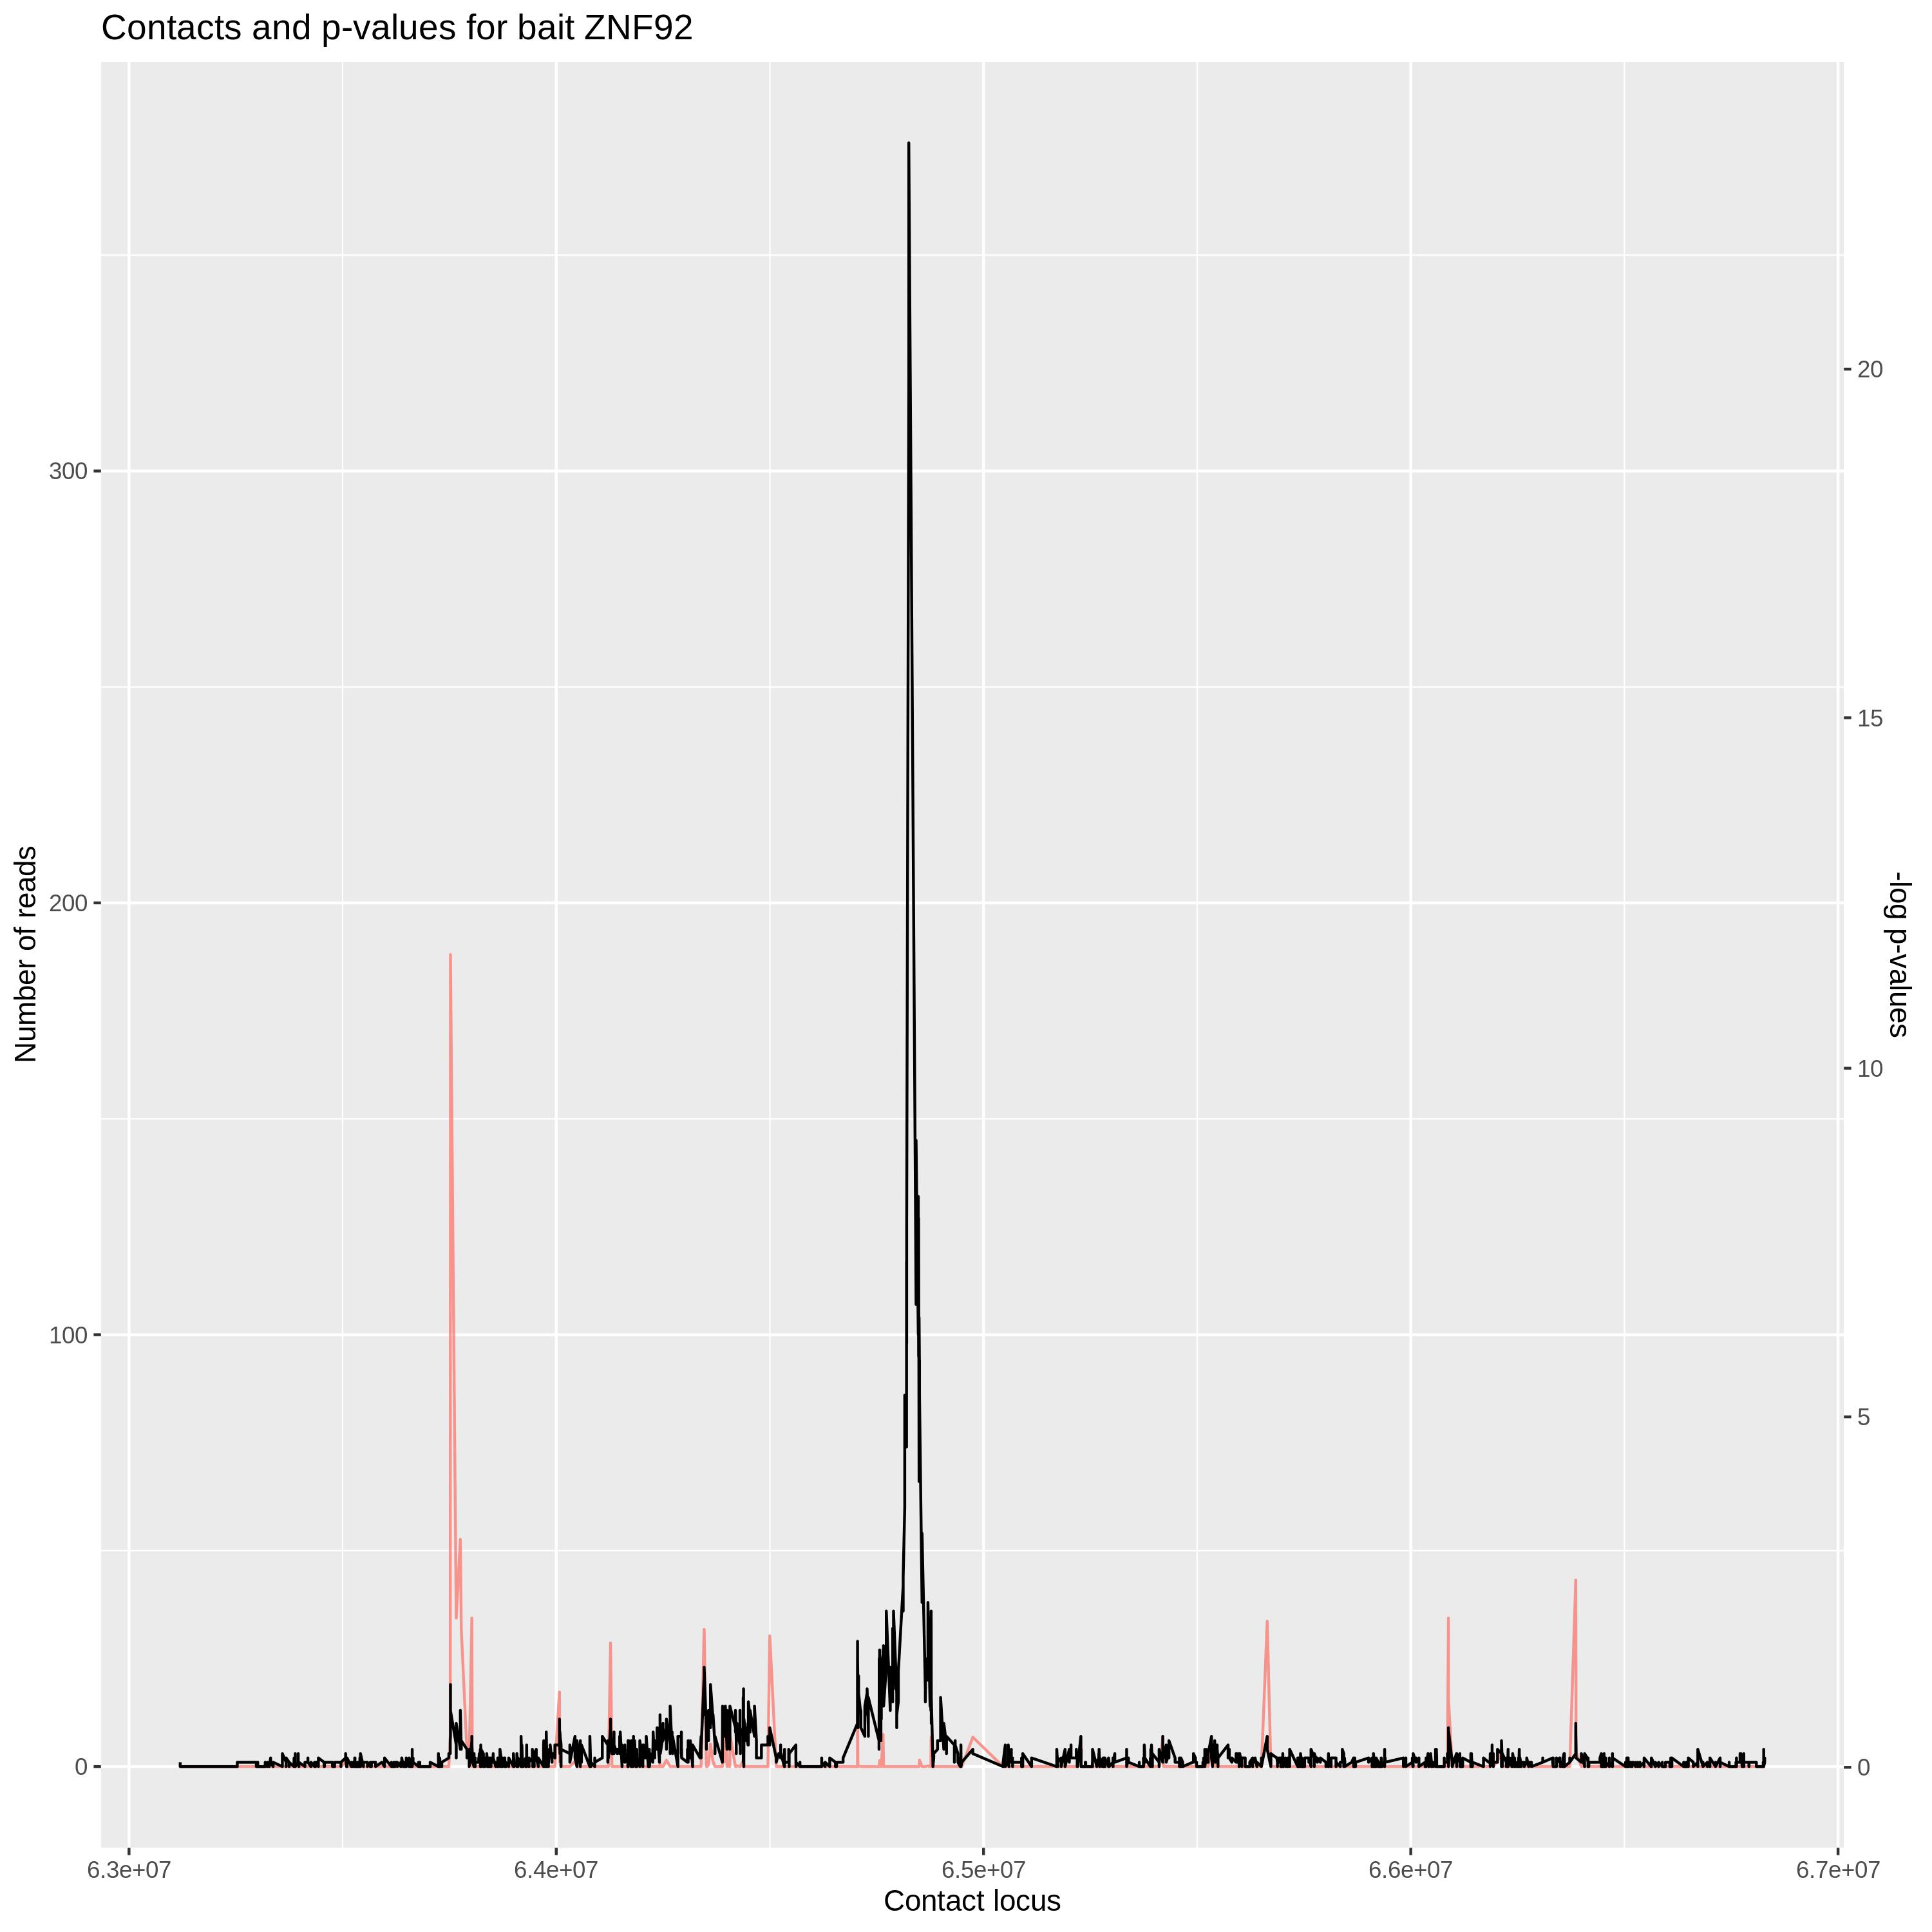 Contacts and p-values for bait ZNF92
Number of reads
300
200
100
0
20
15
10
5
0
-log p-values
6.3e+07 6.4e+07 6.5e+07 6.6e+07 6.7e+07
Contact locus